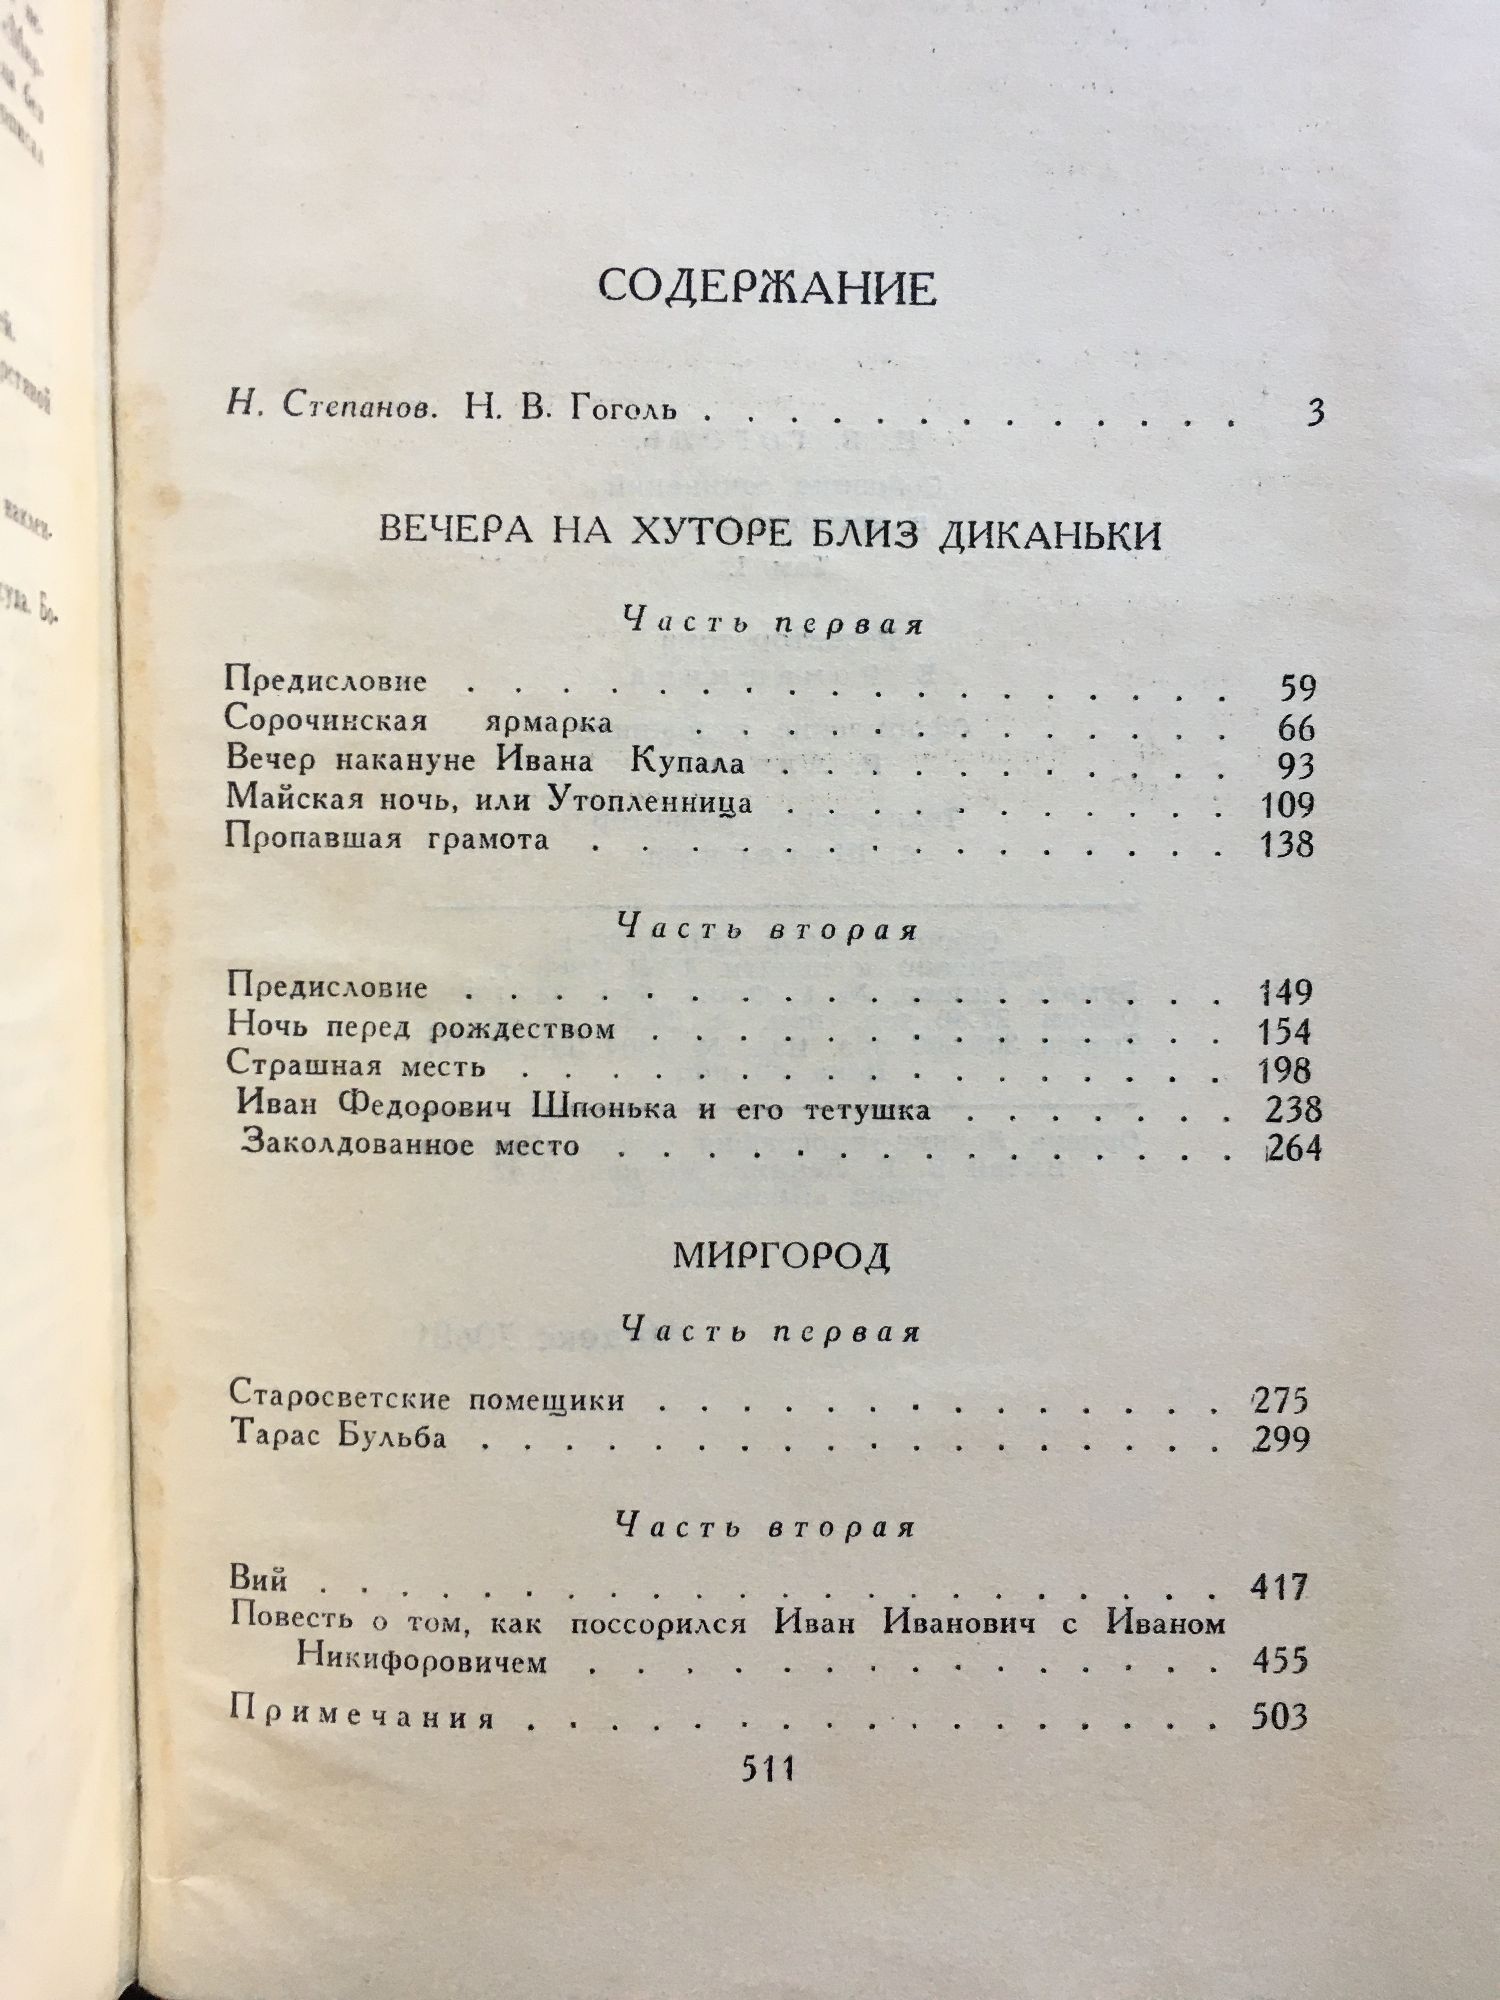 СОДЕРЖАНИЕ
Н. Степанов. Н. В. Гоголь . . . . . . . . . . . . . 3
ВЕЧЕРА НА ХУТОРЕ БЛИЗ ДИКАНЬКИ
Часть первая
Предисловие . . . . . . . . . . . . . . . . . 59
Сорочинская ярмарка . . . . . . . . . . . . 66
Вечер накануне Ивана Купала . . . . . . . . . . 93
Майская ночь, или Утопленница . . . . . . . . . . 109
Пропавшая грамота . . . . . . . . . . . . . . 138
Часть вторая
Предисловие . . . . . . . . . . . . . . . . . 149
Ночь перед рождеством . . . . . . . . . . . . . 154
Страшная месть . . . . . . . . . . . . . . . . 198
Иван Федорович Шпонька и его тетушка . . . . . . . 238
Заколдованное место . . . . . . . . . . . . . . 264
МИРГОРОД
Часть первая
Старосветские помещики . . . . . . . . . . . . . 275
Тарас Бульба . . . . . . . . . . . . . . . . . 299
Часть вторая
Вий . . . . . . . . . . . . . . . . . . . . . 417
Повесть о том, как поссорился Иван Иванович с Иваном
Никифоровичем . . . . . . . . . . . . . . . 455
Примечания . . . . . . . . . . . . . . . . . 503
511